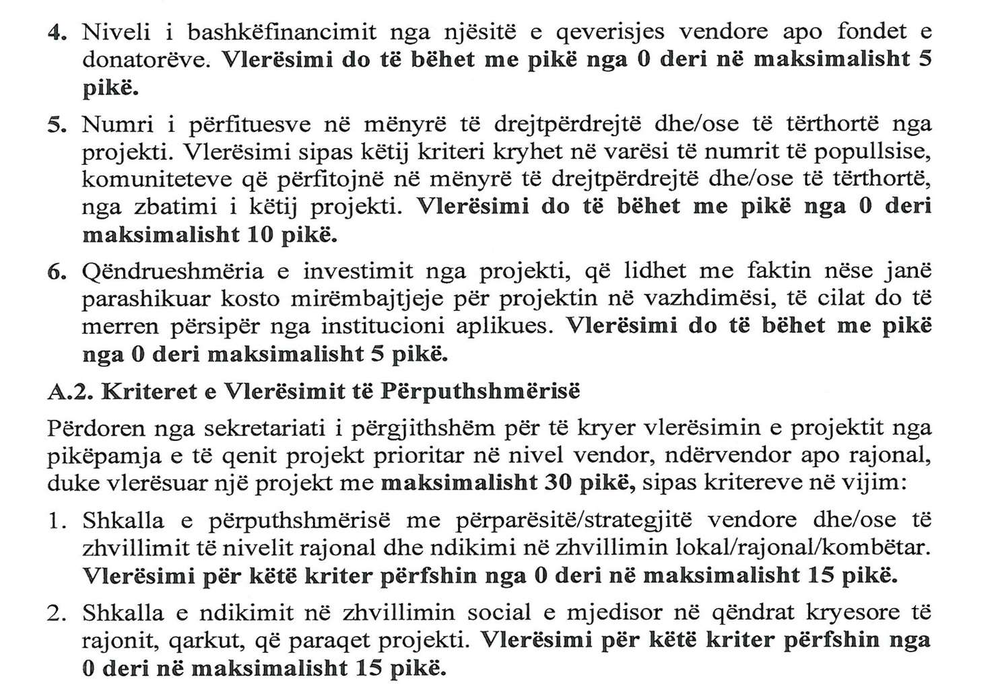 4. Niveli i bashkëfinancimit nga njësitë e qeverisjes vendore apo fondet e
donatorëve. Vlerësimi do të bëhet me pikë nga 0 deri në maksimalisht 5
pikë.
5. Numri i përfituesve në mënyrë të drejtpërdrejtë dhe/ose të tërthortë nga
projekti. Vlerësimi sipas këtij kriteri kryhet në varësi të numrit të popullsise,
komuniteteve që përfitojnë në mënyrë të drejtpërdrejtë dhe/ose të tërthortë,
nga zbatimi i këtij projekti. Vlerësimi do të bëhet me pikë nga 0 deri
maksimalisht 10 pikë.
6. Qëndrueshmëria e investimit nga projekti, që lidhet me faktin nëse janë
parashikuar kosto mirëmbajtjeje për projektin në vazhdimësi, të cilat do të
merren përsipër nga institucioni aplikues. Vlerësimi do të bëhet me pikë
nga 0 deri maksimalisht 5 pikë.
A.2. Kriteret e Vlerësimit të Përputhshmërisë
Përdoren nga sekretariati i përgjithshëm për të kryer vlerësimin e projektit nga
pikëpamja e të qenit projekt prioritar në nivel vendor, ndërvendor apo rajonal,
duke vlerësuar një projekt me maksimalisht 30 pikë, sipas kritereve në vijim:
1. Shkalla e përputhshmërisë me përparësitë/strategjitë vendore dhe/ose të
zhvillimit të nivelit rajonal dhe ndikimi në zhvillimin lokal/rajonal/kombëtar.
Vlerësimi për këtë kriter përfshin nga 0 deri në maksimalisht 15 pikë.
2. Shkalla e ndikimit në zhvillimin social e mjedisor në qëndrat kryesore të
rajonit, qarkut, që paraqet projekti. Vlerësimi për këtë kriter përfshin nga
0 deri në maksimalisht 15 pikë.